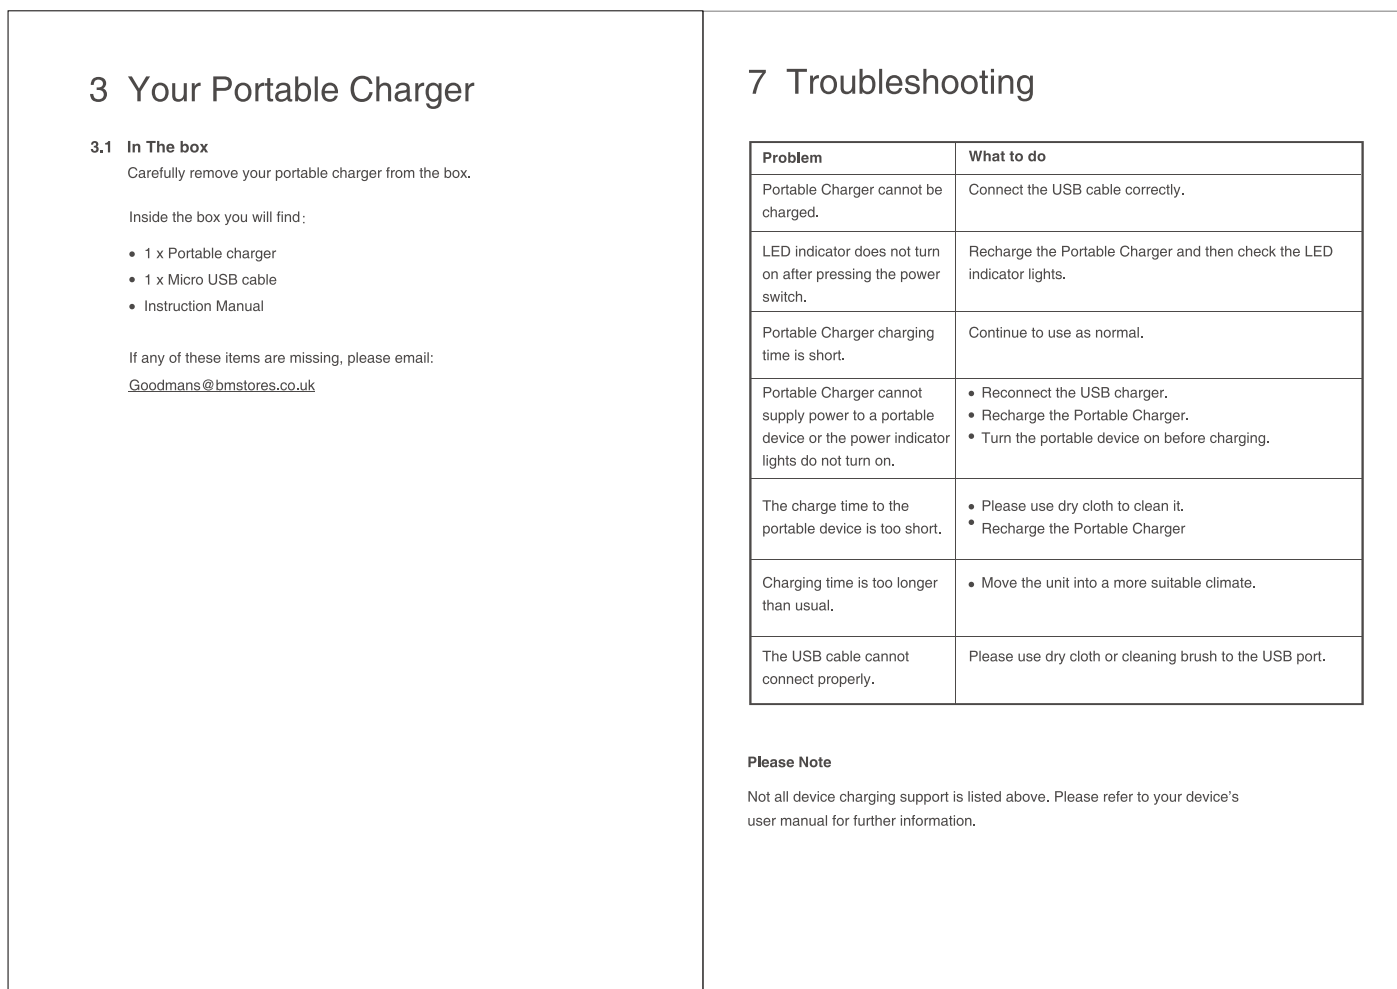 3 Your Portable Charger
3.1 In The box
Carefully remove your portable charger from the box.
Inside the box you will find:
• 1 x Portable charger
• 1 x Micro USB cable
• Instruction Manual
If any of these items are missing, please email:
Goodmans@bmstores.co.uk
7 Troubleshooting
Problem
What to do
Portable Charger cannot be
charged.
Connect the USB cable correctly.
LED indicator does not turn
on after pressing the power
switch.
Recharge the Portable Charger and then check the LED
indicator lights.
Portable Charger charging
time is short.
Continue to use as normal.
Portable Charger cannot
supply power to a portable
device or the power indicator
lights do not turn on.
• Reconnect the USB charger.
• Recharge the Portable Charger.
• Turn the portable device on before charging.
The charge time to the
portable device is too short.
• Please use dry cloth to clean it.
• Recharge the Portable Charger
Charging time is too longer
than usual.
• Move the unit into a more suitable climate.
The USB cable cannot
connect properly.
Please use dry cloth or cleaning brush to the USB port.
Please Note
Not all device charging support is listed above. Please refer to your device's
user manual for further information.